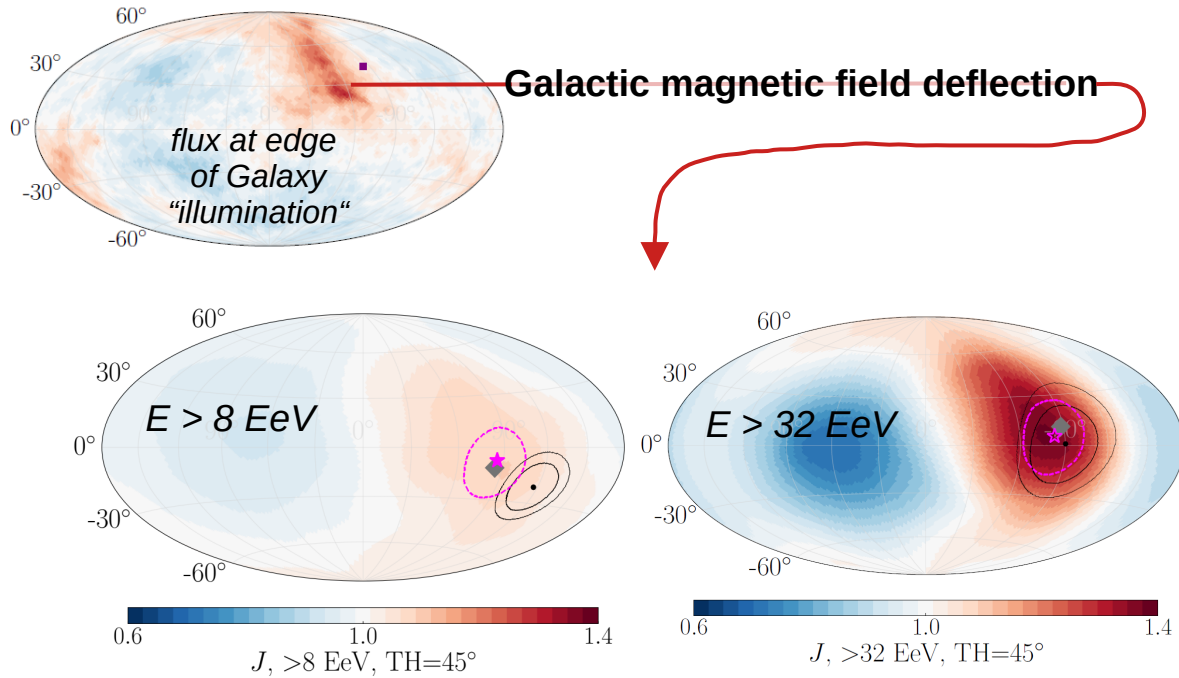 60°
30°
0°
-30°
-60°
flux at edge
of Galaxy
“illumination“
Galactic magnetic field deflection
60°
30°
0°
-30°
-60°
E > 8 EeV
0.6 1.0 1.4
J, >8 EeV, TH=45°
60°
30°
0°
-30°
-60°
E > 32 EeV
0.6 1.0 1.4
J, >32 EeV, TH=45°